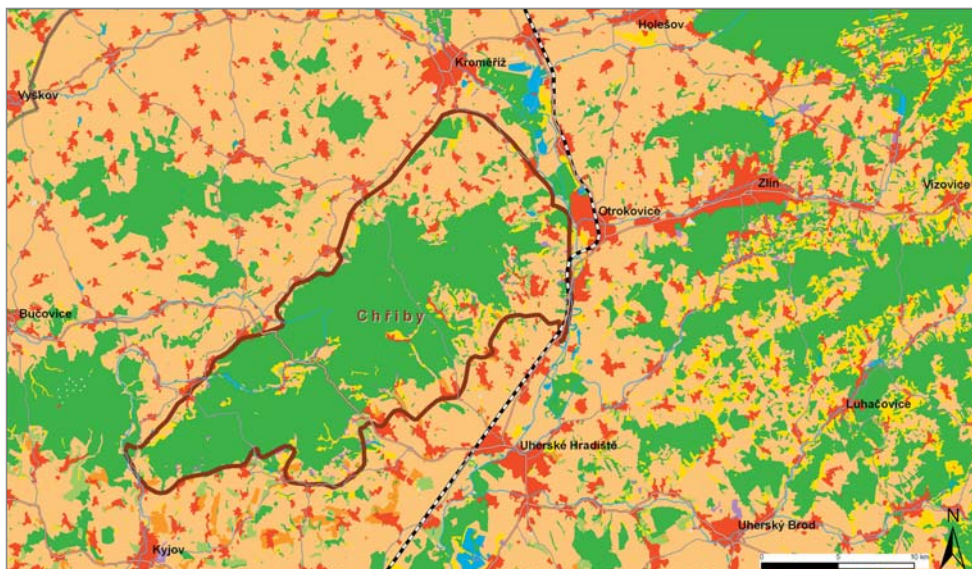 Holešov
Kroměříž
Vyškov
Zlín
Vizovice
Otrokovice
Bučovice
Chřiby
Luhačovice
Uherské Hradiště
Uherský Brod
Kyjov
N
0 5 10 km